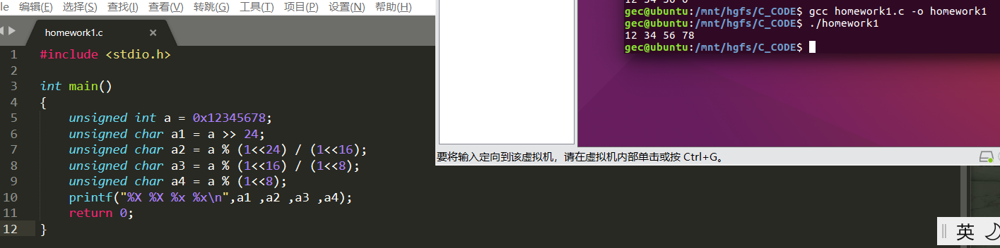 le 编辑(E) 选择(S) 查找(I) 查看(V) 转跳(G) 工具(T) 项目(P) 设置(N) 帮助(H)
homework1.c ×
1 #include <stdio.h>
2
3 int main()
4 {
5 unsigned int a = 0x12345678;
6 unsigned char a1 = a >> 24;
7 unsigned char a2 = a % (1<<24) / (1<<16);
8 unsigned char a3 = a % (1<<16) / (1<<8);
9 unsigned char a4 = a % (1<<8);
10 printf("%X %X %x %x\n",a1 ,a2 ,a3 ,a4);
11 return 0;
12 }
gec@ubuntu:/mnt/hgfs/C_CODE$ gcc homework1.c -o homework1
gec@ubuntu:/mnt/hgfs/C_CODE$ ./homework1
12 34 56 78
gec@ubuntu:/mnt/hgfs/C_CODE$
要将输入定向到该虚拟机，请在虚拟机内部单击或按 Ctrl+G。
英